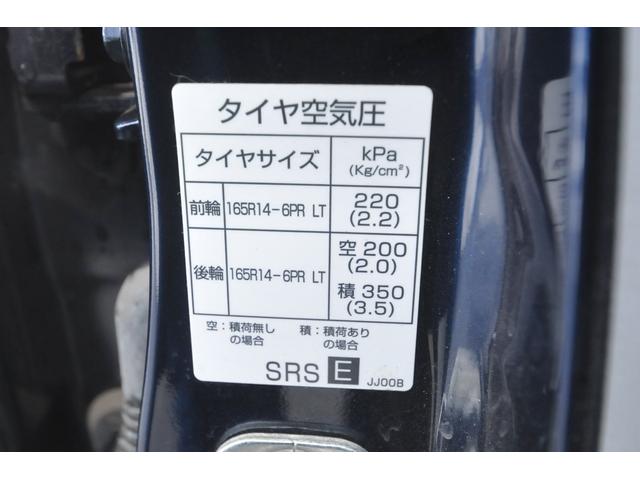 タイヤ空気圧
タイヤサイズ kPa
(Kg/cm²)
前輪 165R14-6PR LT 220
(2.2)
後輪 165R14-6PR LT 空 200
(2.0)
積 350
(3.5)
空：積荷無し の場合 積：積荷あり の場合
SRS E JJ00B